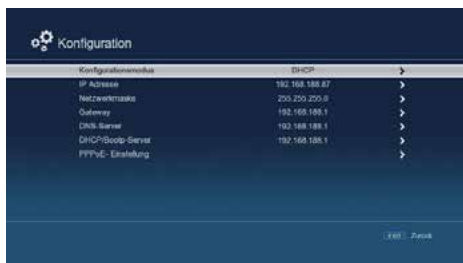 Konfiguration
Konfigurationsmodus DHCP
IP Adresse 192.168.188.87
Netzwerkmaske 255.255.255.0
Gateway 192.168.188.1
DNS-Server 192.168.188.1
DHCP/Bootp-Server 192.168.188.1
PPPoE- Einstellung
EXIT Zurück